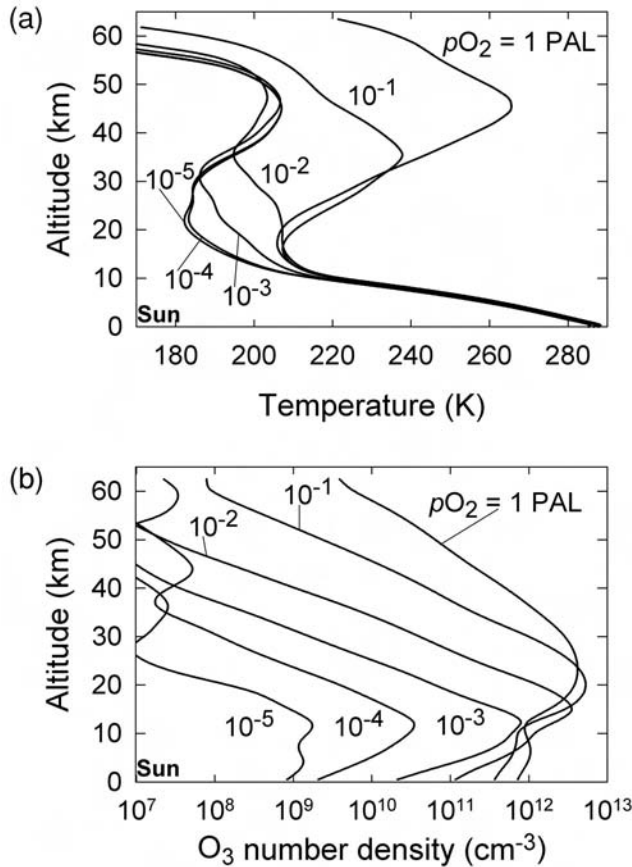 (a)
60
50
40
30
20
10
0
Altitude (km)
pO₂ = 1 PAL
10⁻¹
10⁻²
10⁻⁵
10⁻⁴
10⁻³
Sun
180 200 220 240 260 280
Temperature (K)
(b)
60
50
40
30
20
10
0
Altitude (km)
10⁻¹
pO₂ = 1 PAL
10⁻²
10⁻⁵
10⁻⁴
10⁻³
Sun
10⁷ 10⁸ 10⁹ 10¹⁰ 10¹¹ 10¹² 10¹³
O₃ number density (cm⁻³)